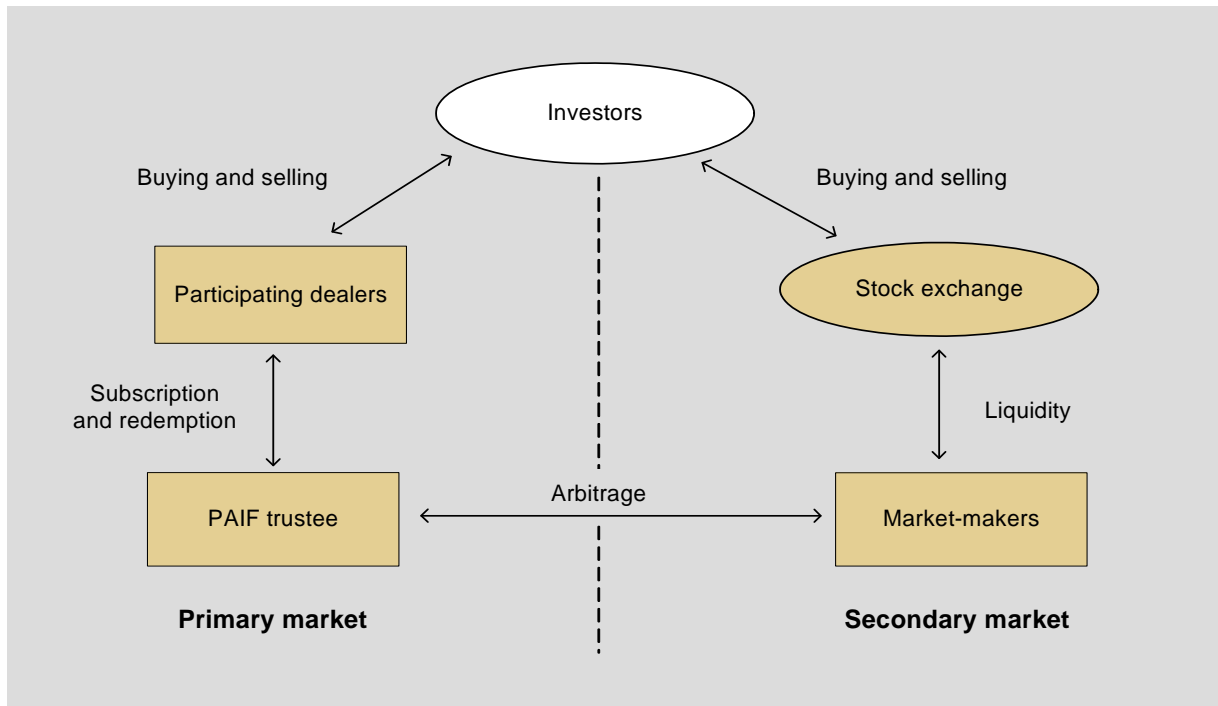 Investors
Buying and selling
Buying and selling
Participating dealers
Stock exchange
Subscription
and redemption
Liquidity
Arbitrage
PAIF trustee
Market-makers
Primary market
Secondary market